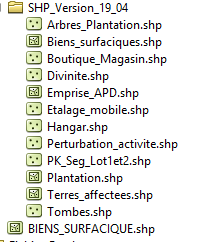 SHP_Version_19_04
Arbres_Plantation.shp
Biens_surfaciques.shp
Boutique_Magasin.shp
Divinite.shp
Emprise_APD.shp
Etalage_mobile.shp
Hangar.shp
Perturbation_activite.shp
PK_Seg_Lot1et2.shp
Plantation.shp
Terres_affectees.shp
Tombes.shp
BIENS_SURFACIQUE.shp